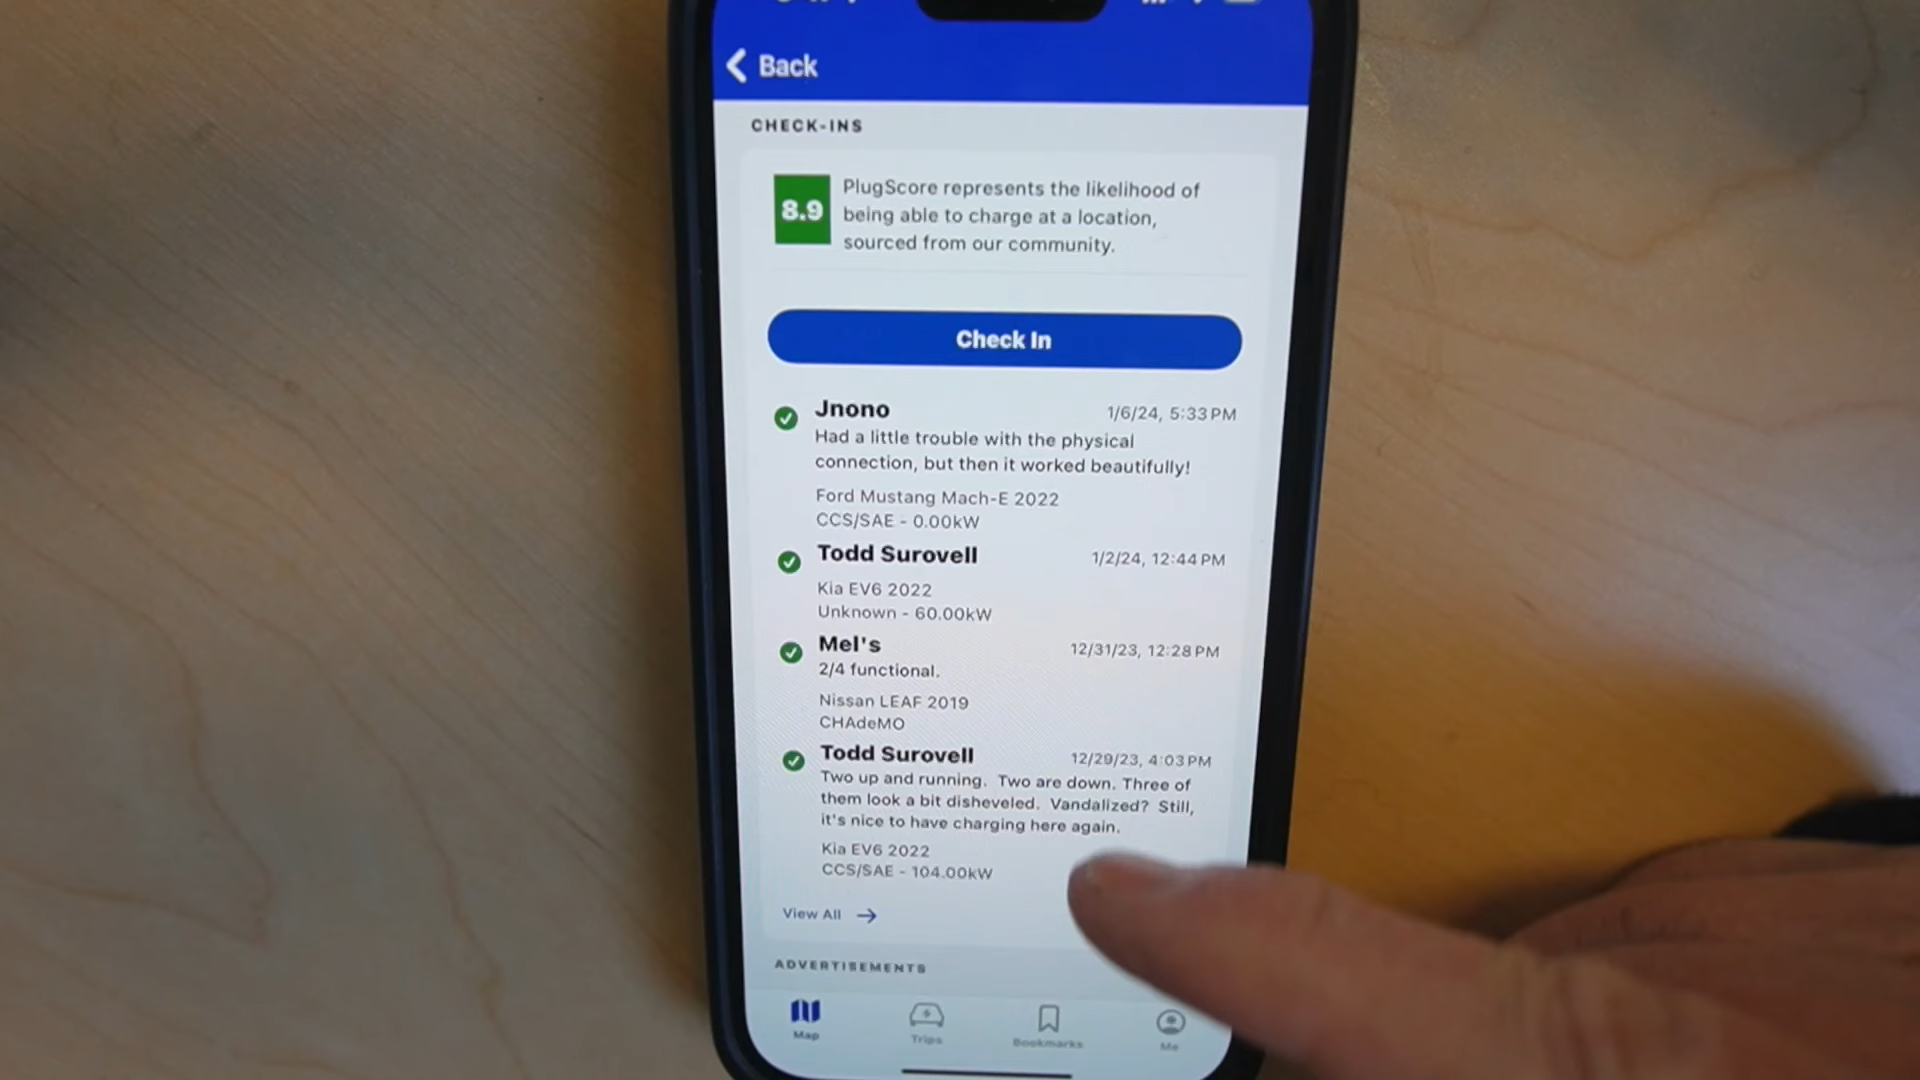 Back
CHECK-INS
8.9
PlugScore represents the likelihood of
being able to charge at a location,
sourced from our community.
Check In
Jnono 1/6/24, 5:33 PM
Had a little trouble with the physical
connection, but then it worked beautifully!
Ford Mustang Mach-E 2022
CCS/SAE - 0.00kW
Todd Surovell 1/2/24, 12:44 PM
Kia EV6 2022
Unknown - 60.00kW
Mel's 12/31/23, 12:28 PM
2/4 functional.
Nissan LEAF 2019
CHAdeMO
Todd Surovell 12/29/23, 4:03 PM
Two up and running. Two are down. Three of
them look a bit disheveled. Vandalized? Still,
it's nice to have charging here again.
Kia EV6 2022
CCS/SAE - 104.00kW
View All
ADVERTISEMENTS
Map Trips Bookmarks Me